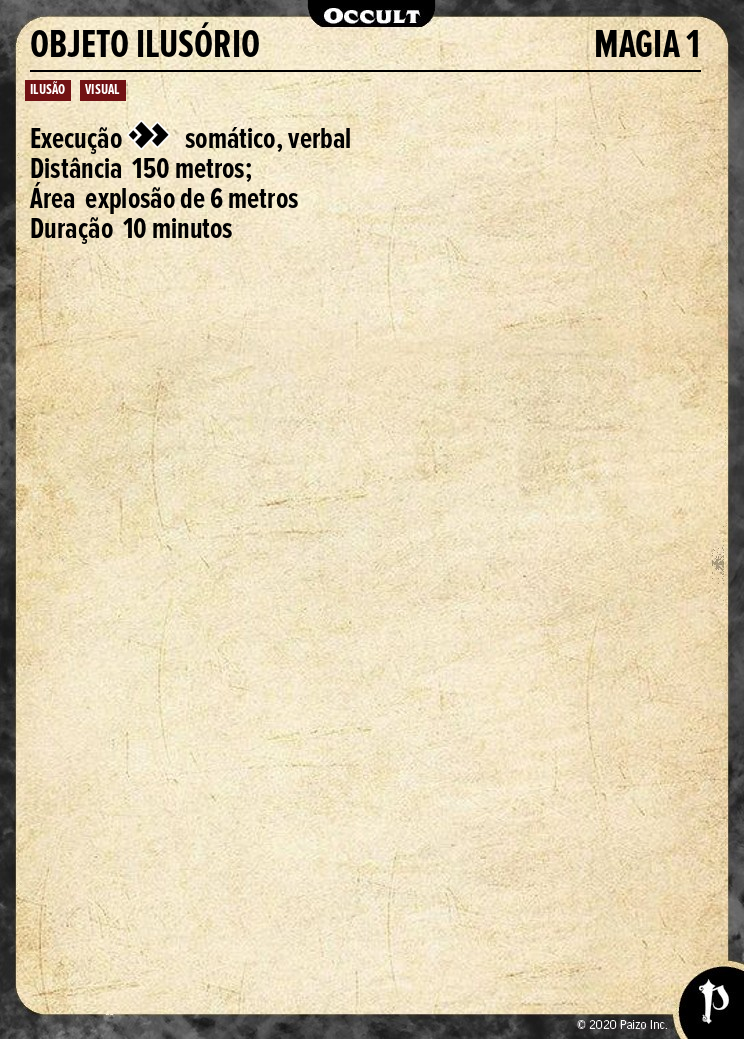 OCCULT
OBJETO ILUSÓRIO MAGIA 1
ILUSÃO VISUAL
Execução somático, verbal
Distância 150 metros;
Área explosão de 6 metros
Duração 10 minutos
© 2020 Paizo Inc.
P